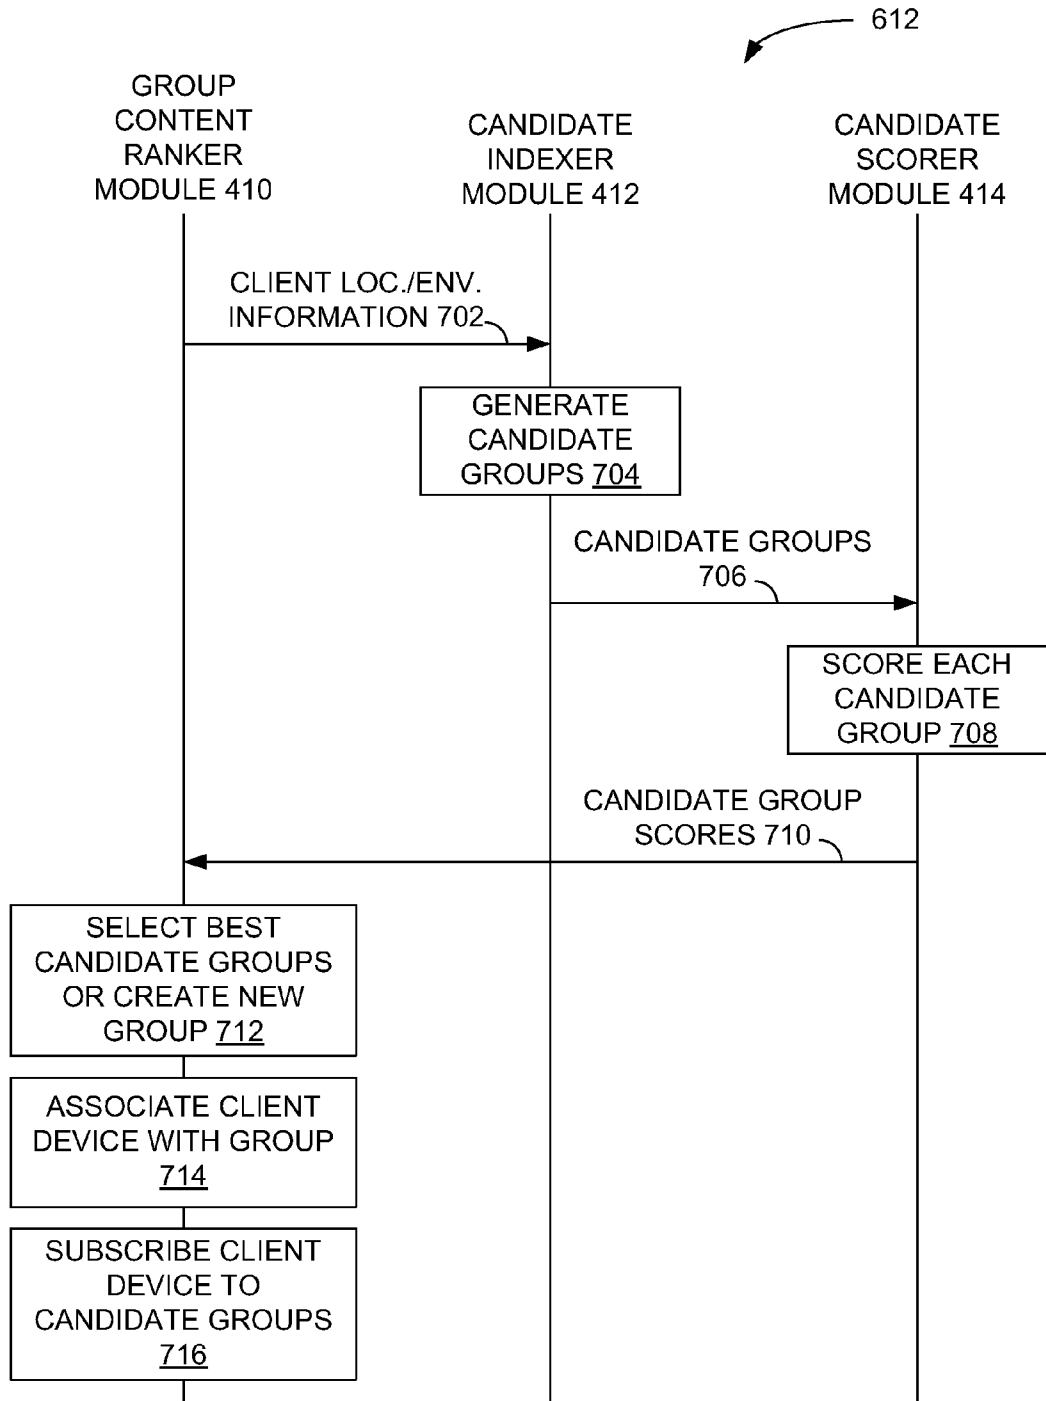 612
GROUP
CONTENT
RANKER
MODULE 410
CANDIDATE
INDEXER
MODULE 412
CANDIDATE
SCORER
MODULE 414
CLIENT LOC./ENV.
INFORMATION 702
GENERATE
CANDIDATE
GROUPS 704
CANDIDATE GROUPS
706
SCORE EACH
CANDIDATE
GROUP 708
CANDIDATE GROUP
SCORES 710
SELECT BEST
CANDIDATE GROUPS
OR CREATE NEW
GROUP 712
ASSOCIATE CLIENT
DEVICE WITH GROUP
714
SUBSCRIBE CLIENT
DEVICE TO
CANDIDATE GROUPS
716